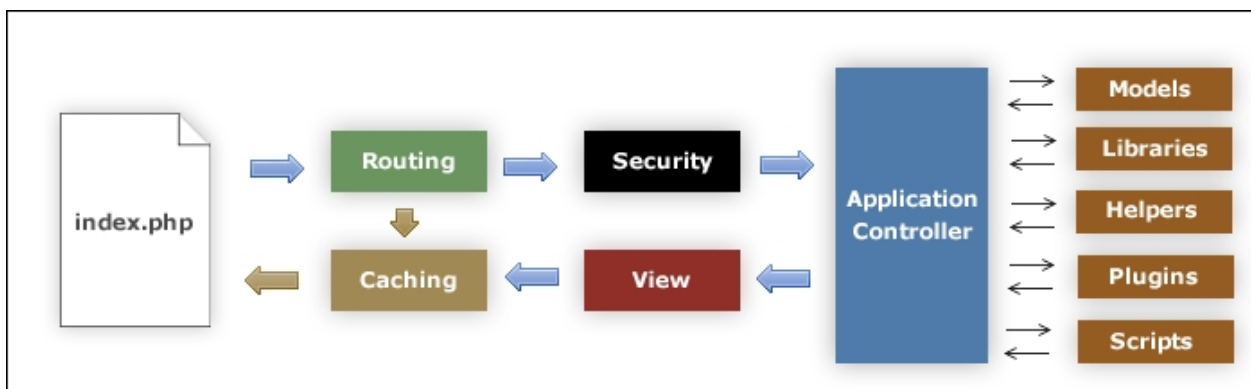 index.php
Routing
Security
Caching
View
Application
Controller
Models
Libraries
Helpers
Plugins
Scripts